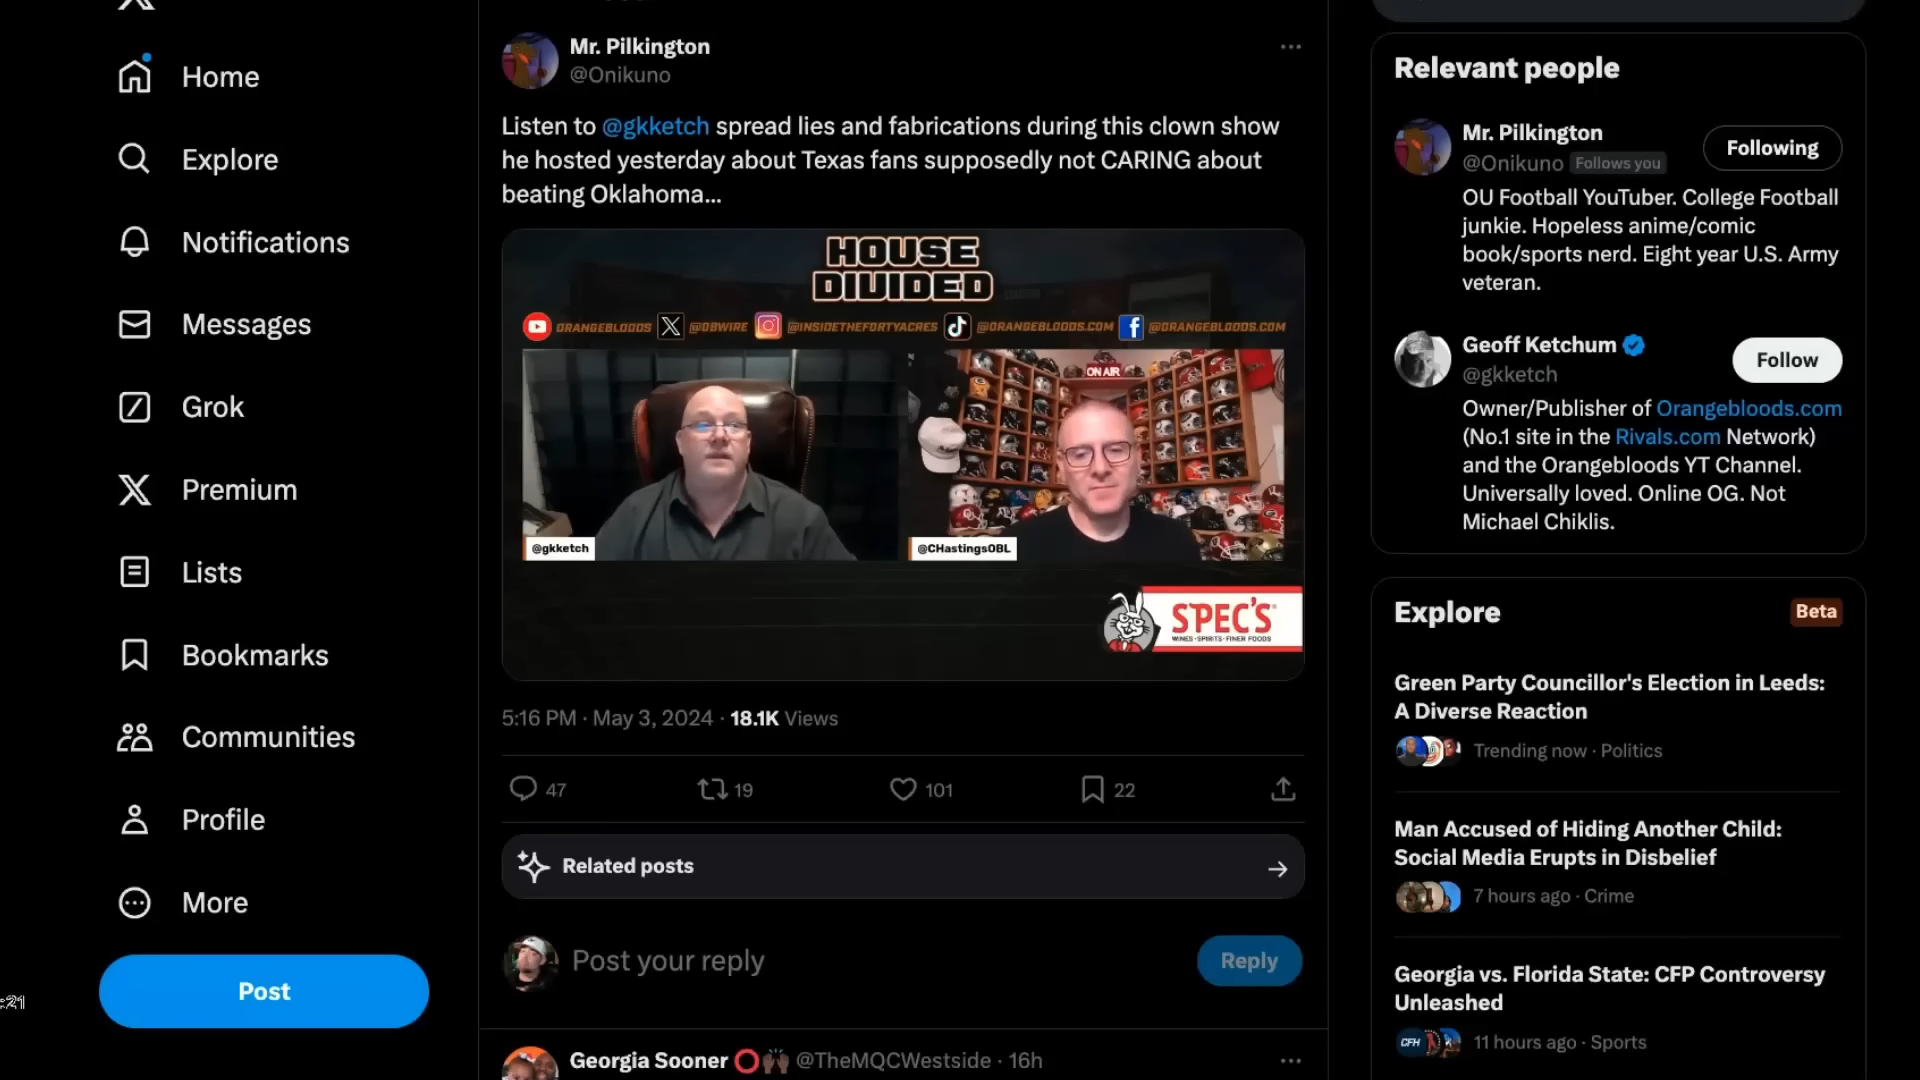 Home
Explore
Notifications
Messages
Grok
Premium
Lists
Bookmarks
Communities
Profile
More
Post
:21
Mr. Pilkington
@Onikuno
Listen to @gkketch spread lies and fabrications during this clown show
he hosted yesterday about Texas fans supposedly not CARING about
beating Oklahoma...
HOUSE
DIVIDED
ORANGEBLOODS @OBWIRE @INSIDETHEFORTYACRES @ORANGEBLOODS.COM @ORANGEBLOODS.COM
ON AIR
@gkketch
@CHastingsOBL
SPEC'S
WINES · SPIRITS · FINER FOODS
5:16 PM · May 3, 2024 · 18.1K Views
47 19 101 22
Related posts
Post your reply
Reply
Georgia Sooner @TheMQCWestside · 16h
Relevant people
Mr. Pilkington
@Onikuno Follows you
Following
OU Football YouTuber. College Football
junkie. Hopeless anime/comic
book/sports nerd. Eight year U.S. Army
veteran.
Geoff Ketchum
@gkketch
Follow
Owner/Publisher of Orangebloods.com
(No.1 site in the Rivals.com Network)
and the Orangebloods YT Channel.
Universally loved. Online OG. Not
Michael Chiklis.
Explore
Beta
Green Party Councillor's Election in Leeds:
A Diverse Reaction
Trending now · Politics
Man Accused of Hiding Another Child:
Social Media Erupts in Disbelief
7 hours ago · Crime
Georgia vs. Florida State: CFP Controversy
Unleashed
CFH
11 hours ago · Sports